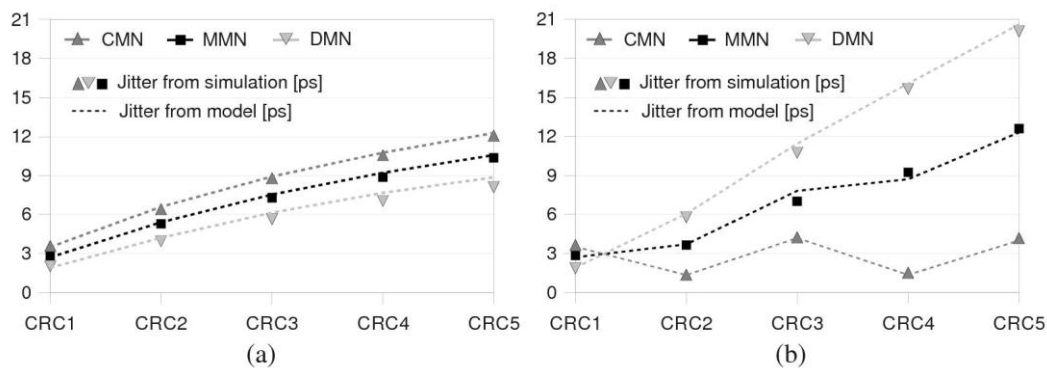 21
18
15
12
9
6
3
0
CMN MMN DMN
Jitter from simulation [ps]
Jitter from model [ps]
CRC1 CRC2 CRC3 CRC4 CRC5
(a)
21
18
15
12
9
6
3
0
CMN MMN DMN
Jitter from simulation [ps]
Jitter from model [ps]
CRC1 CRC2 CRC3 CRC4 CRC5
(b)